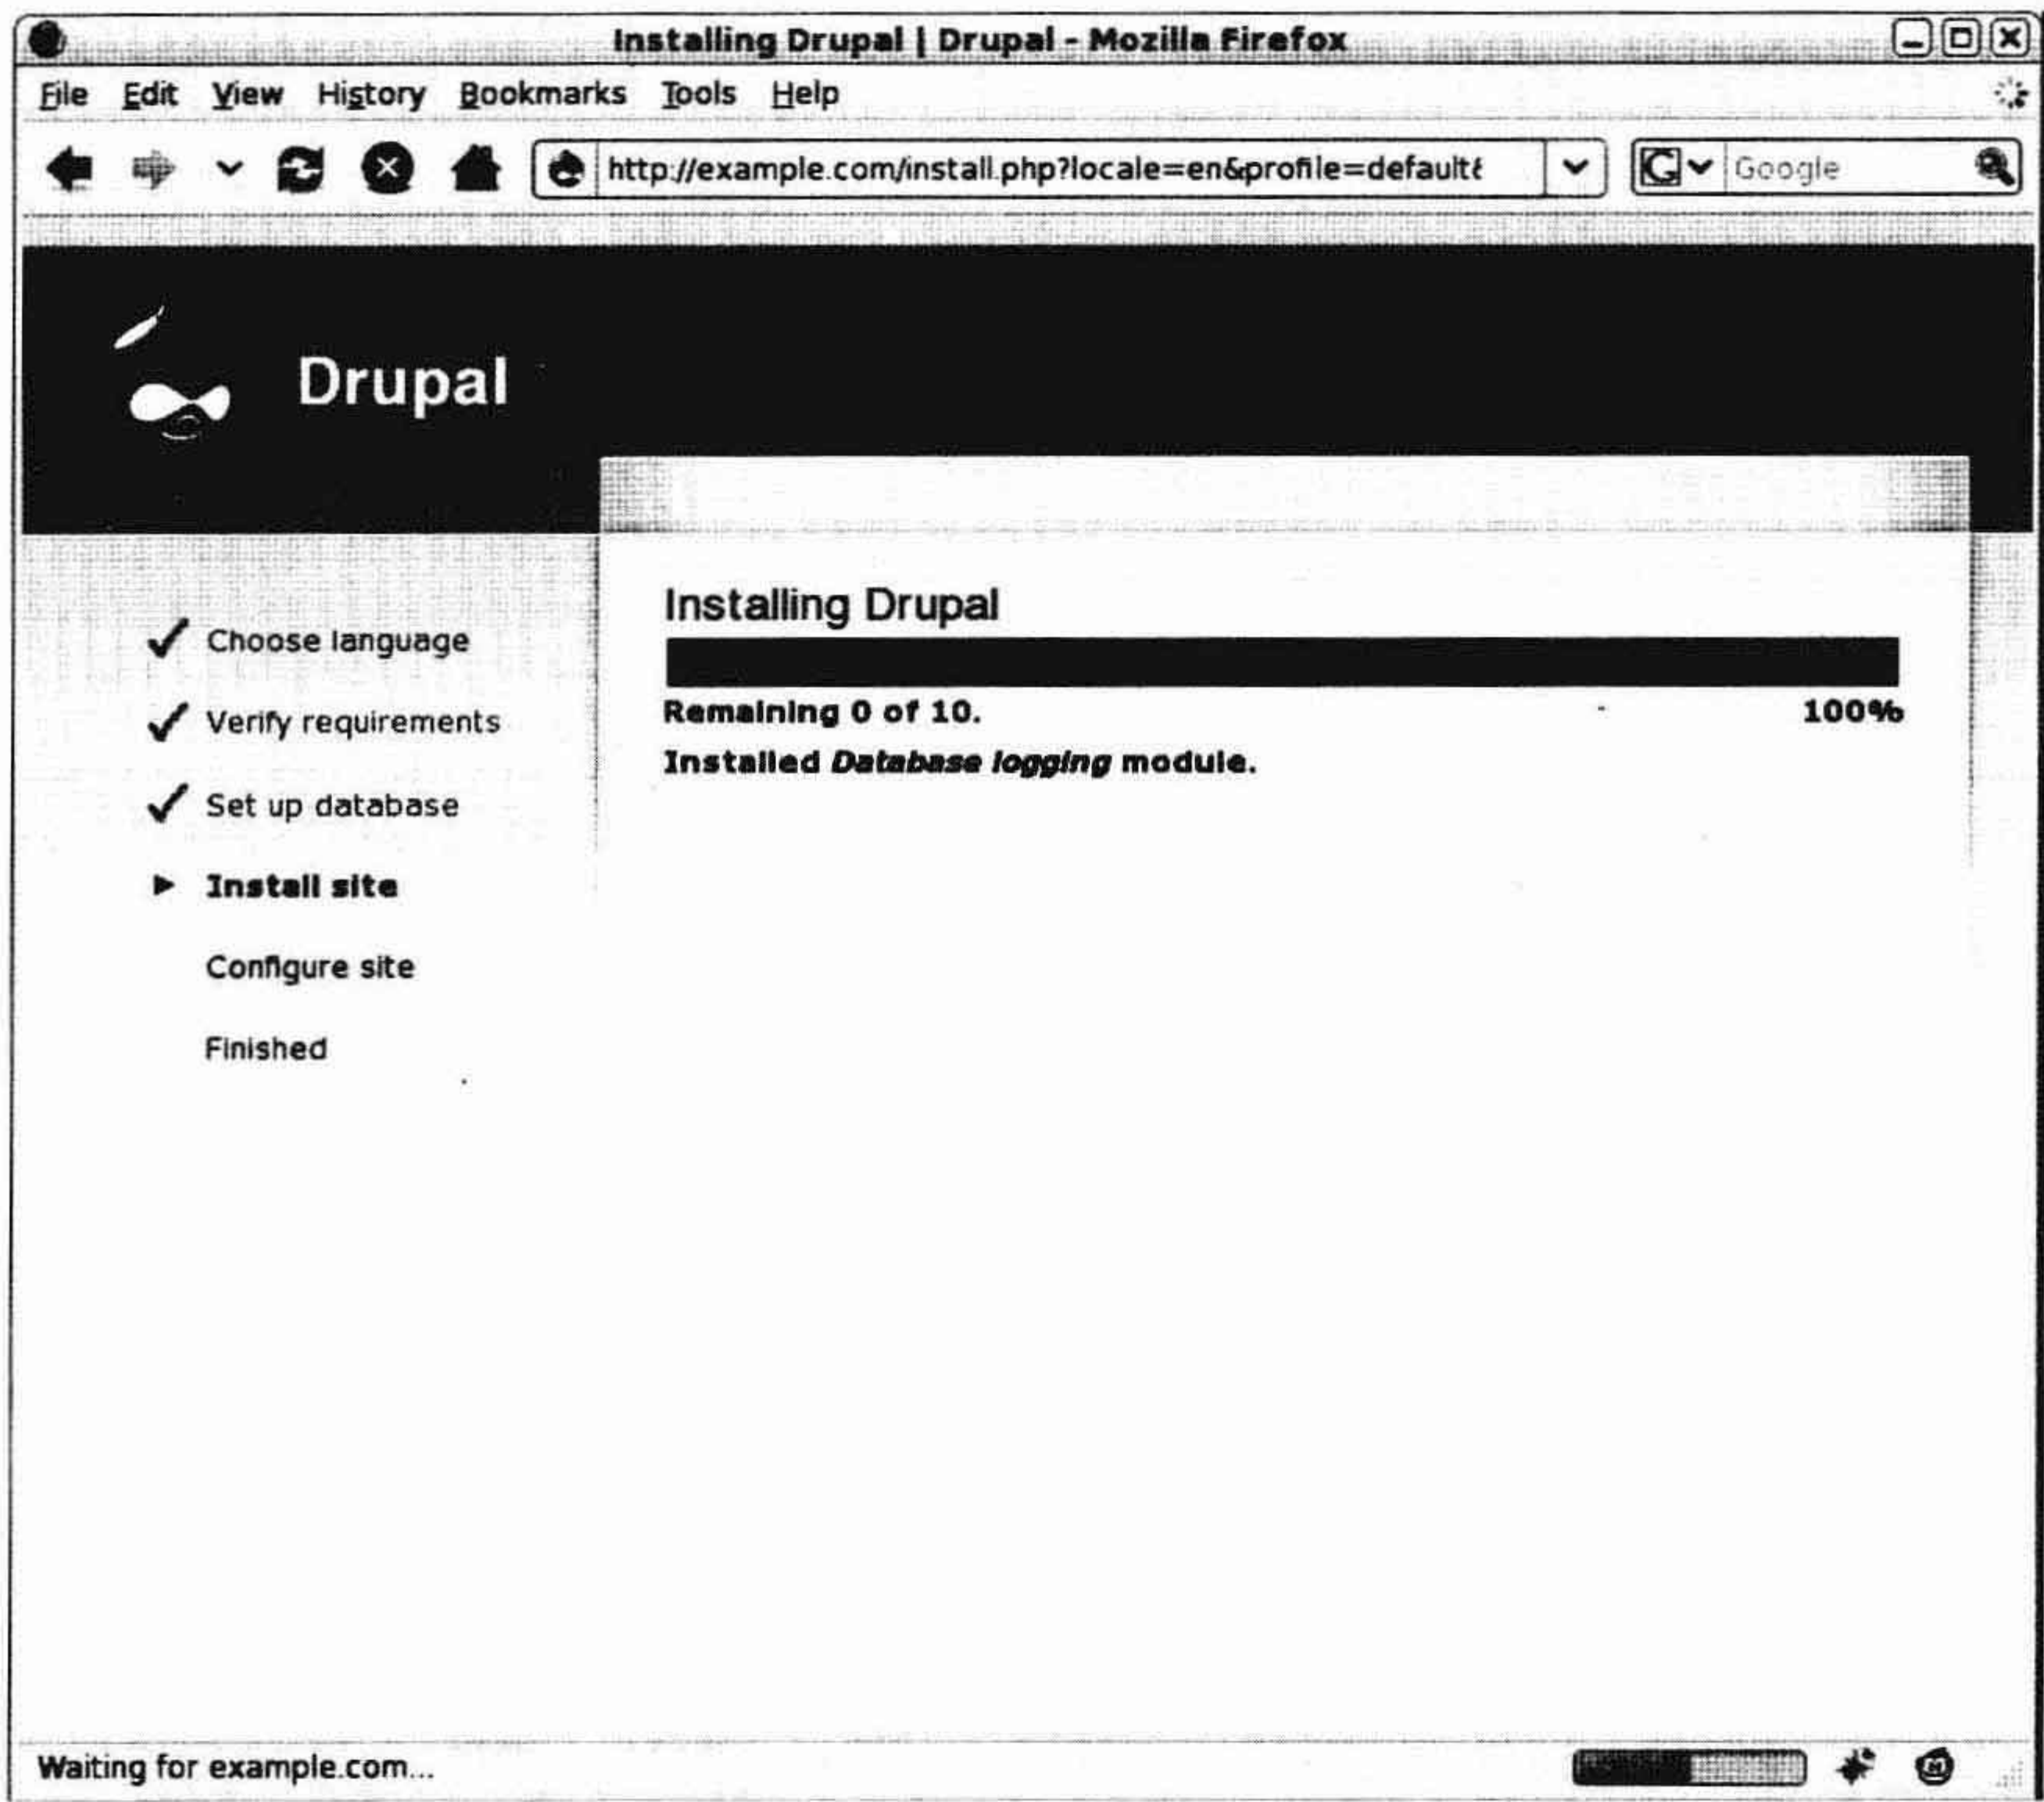 Installing Drupal | Drupal - Mozilla Firefox
File Edit View History Bookmarks Tools Help
http://example.com/install.php?locale=en&profile=default& Google
Drupal
Installing Drupal
Remaining 0 of 10. 100%
Installed Database logging module.
Choose language
Verify requirements
Set up database
Install site
Configure site
Finished
Waiting for example.com...